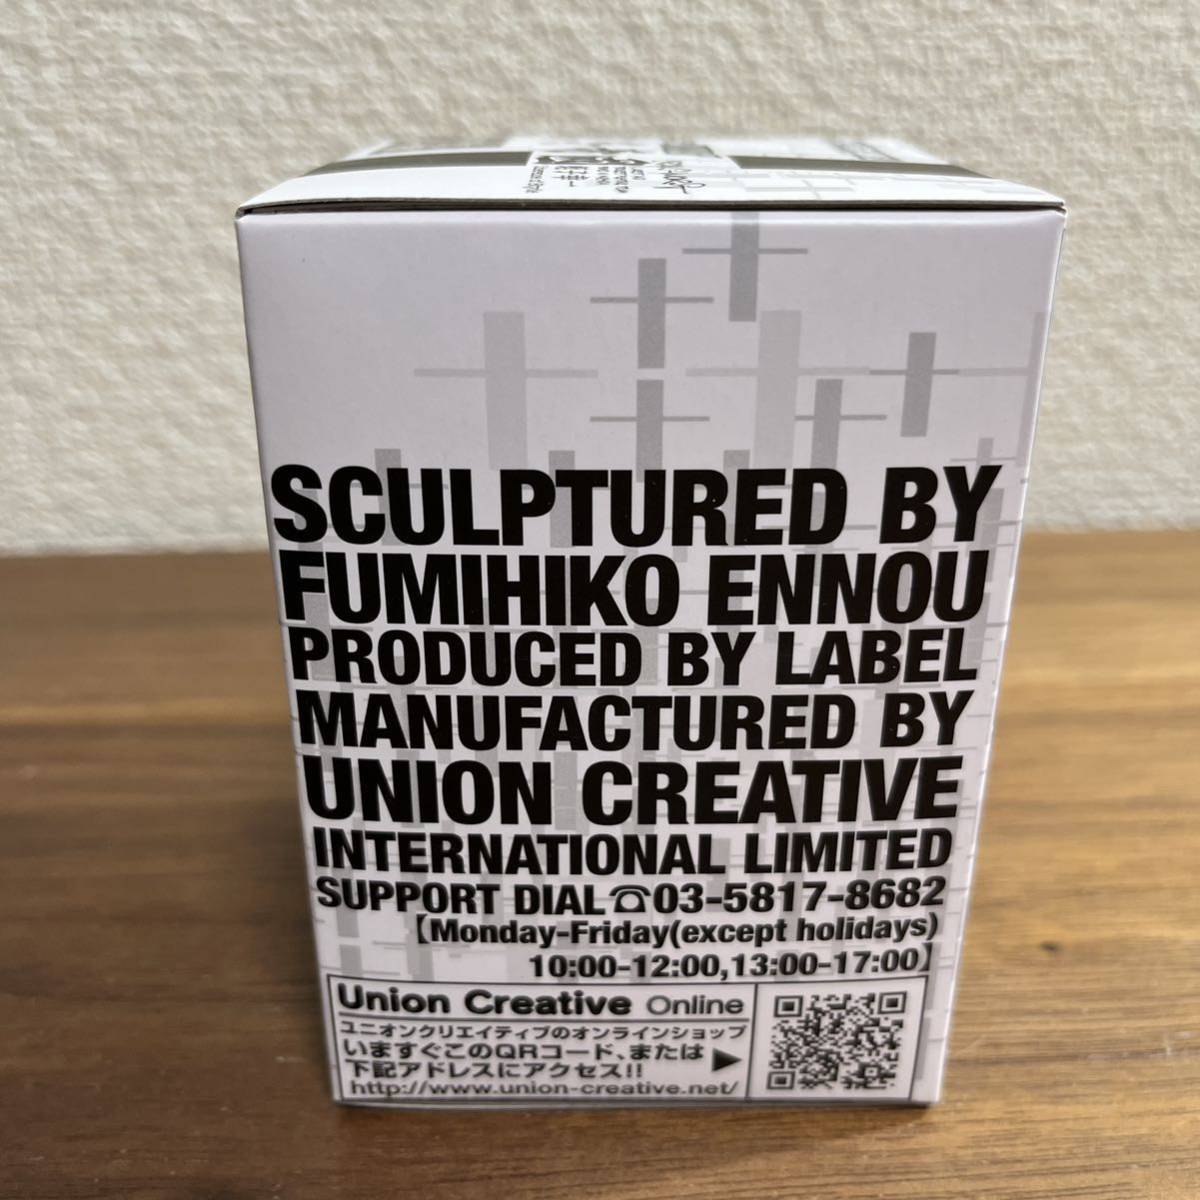 SCULPTURED BY
FUMIHIKO ENNOU
PRODUCED BY LABEL
MANUFACTURED BY
UNION CREATIVE
INTERNATIONAL LIMITED
SUPPORT DIAL☎03-5817-8682
【Monday-Friday(except holidays)
10:00-12:00,13:00-17:00】
Union Creative Online
ユニオンクリエイティブのオンラインショップ
いますぐこのQRコード、または
下記アドレスにアクセス!! ▶
http://www.union-creative.net/